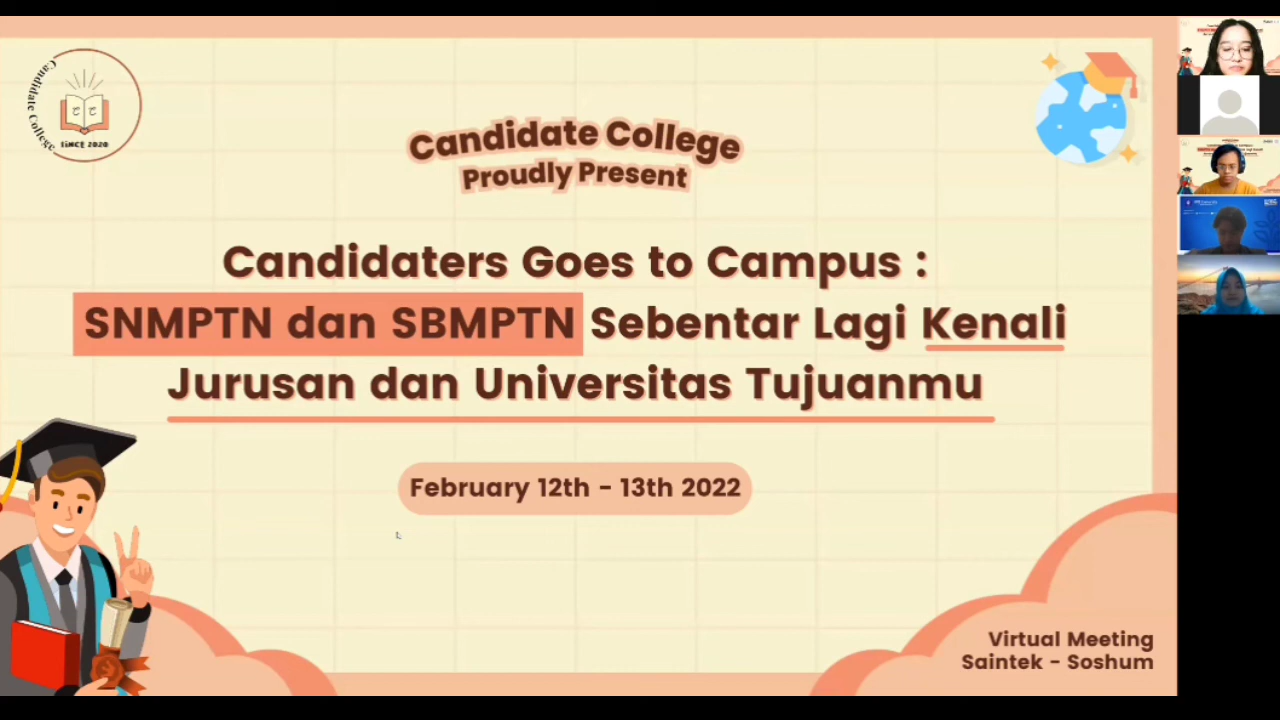 Candidate College
SiNCE 2020
Candidate College
Proudly Present
Candidaters Goes to Campus :
SNMPTN dan SBMPTN Sebentar Lagi Kenali
Jurusan dan Universitas Tujuanmu
February 12th - 13th 2022
Virtual Meeting
Saintek - Soshum